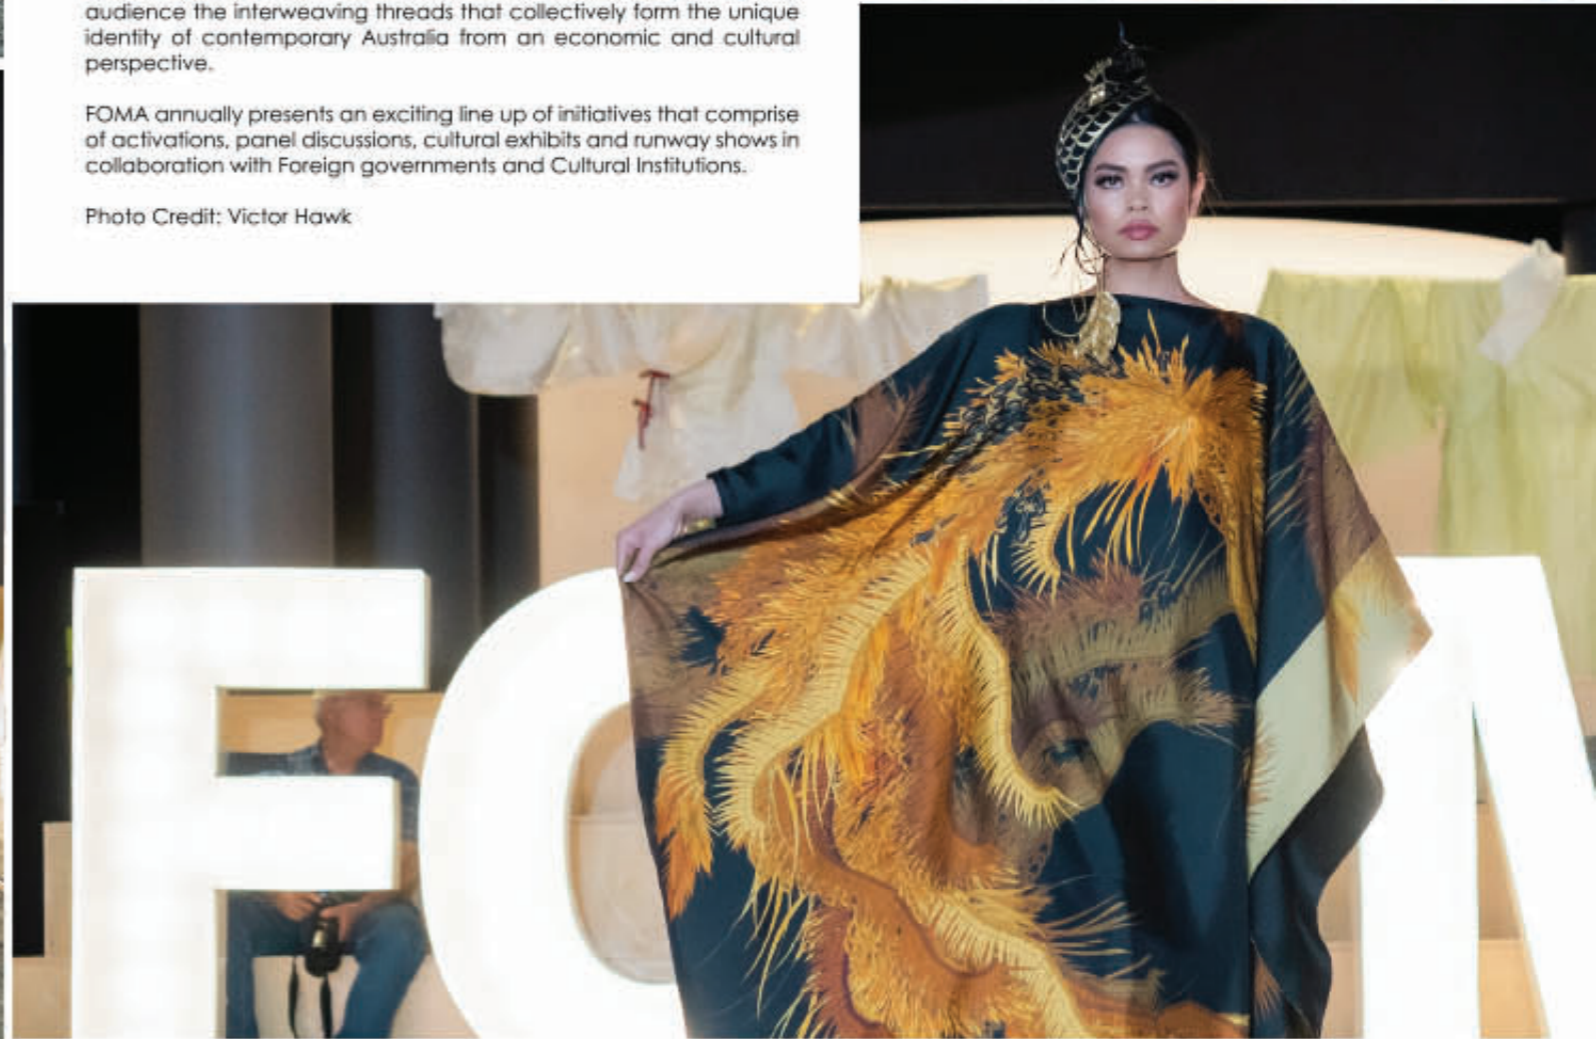 audience the interweaving threads that collectively form the unique
identity of contemporary Australia from an economic and cultural
perspective.
FOMA annually presents an exciting line up of initiatives that comprise
of activations, panel discussions, cultural exhibits and runway shows in
collaboration with Foreign governments and Cultural Institutions.
Photo Credit: Victor Hawk
FOM